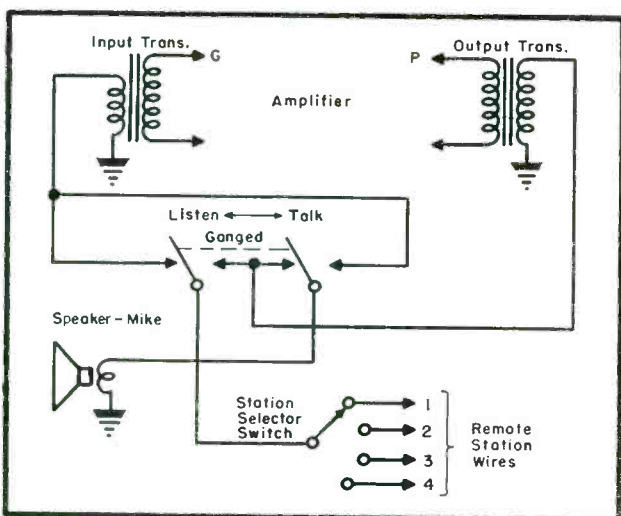 Input Trans.
G
P
Output Trans.
Amplifier
Listen
Talk
Ganged
Speaker - Mike
Station
Selector
Switch
1
2
3
4
Remote
Station
Wires